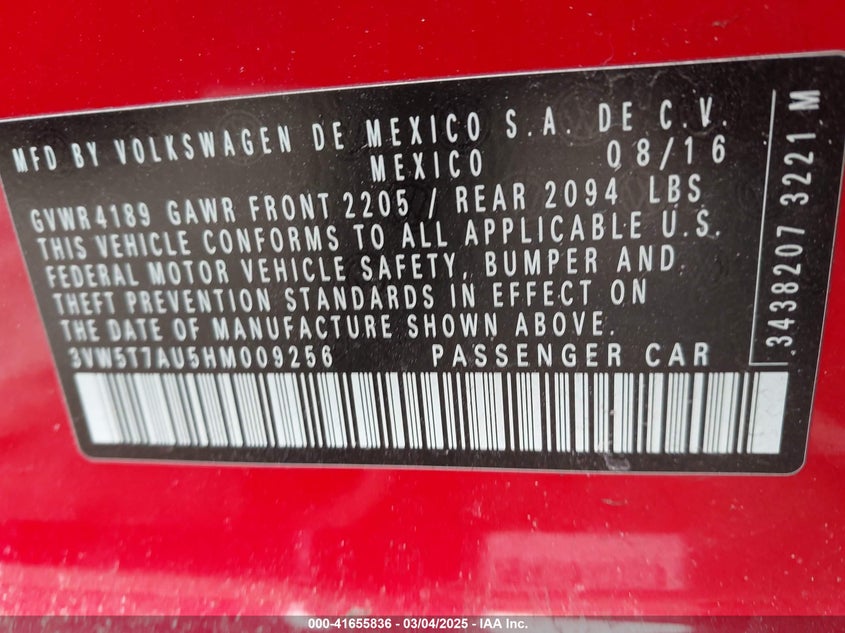 MFD BY VOLKSWAGEN DE MEXICO S.A. DE C.V.
MEXICO 08/16
GVWR 4189 GAWR FRONT 2205 / REAR 2094 LBS
THIS VEHICLE CONFORMS TO ALL APPLICABLE U.S.
FEDERAL MOTOR VEHICLE SAFETY, BUMPER AND
THEFT PREVENTION STANDARDS IN EFFECT ON
THE DATE OF MANUFACTURE SHOWN ABOVE.
3VW5T7AU5HM009256 PASSENGER CAR
.3438207 3221 M
000-41655836 - 03/04/2025 - IAA Inc.